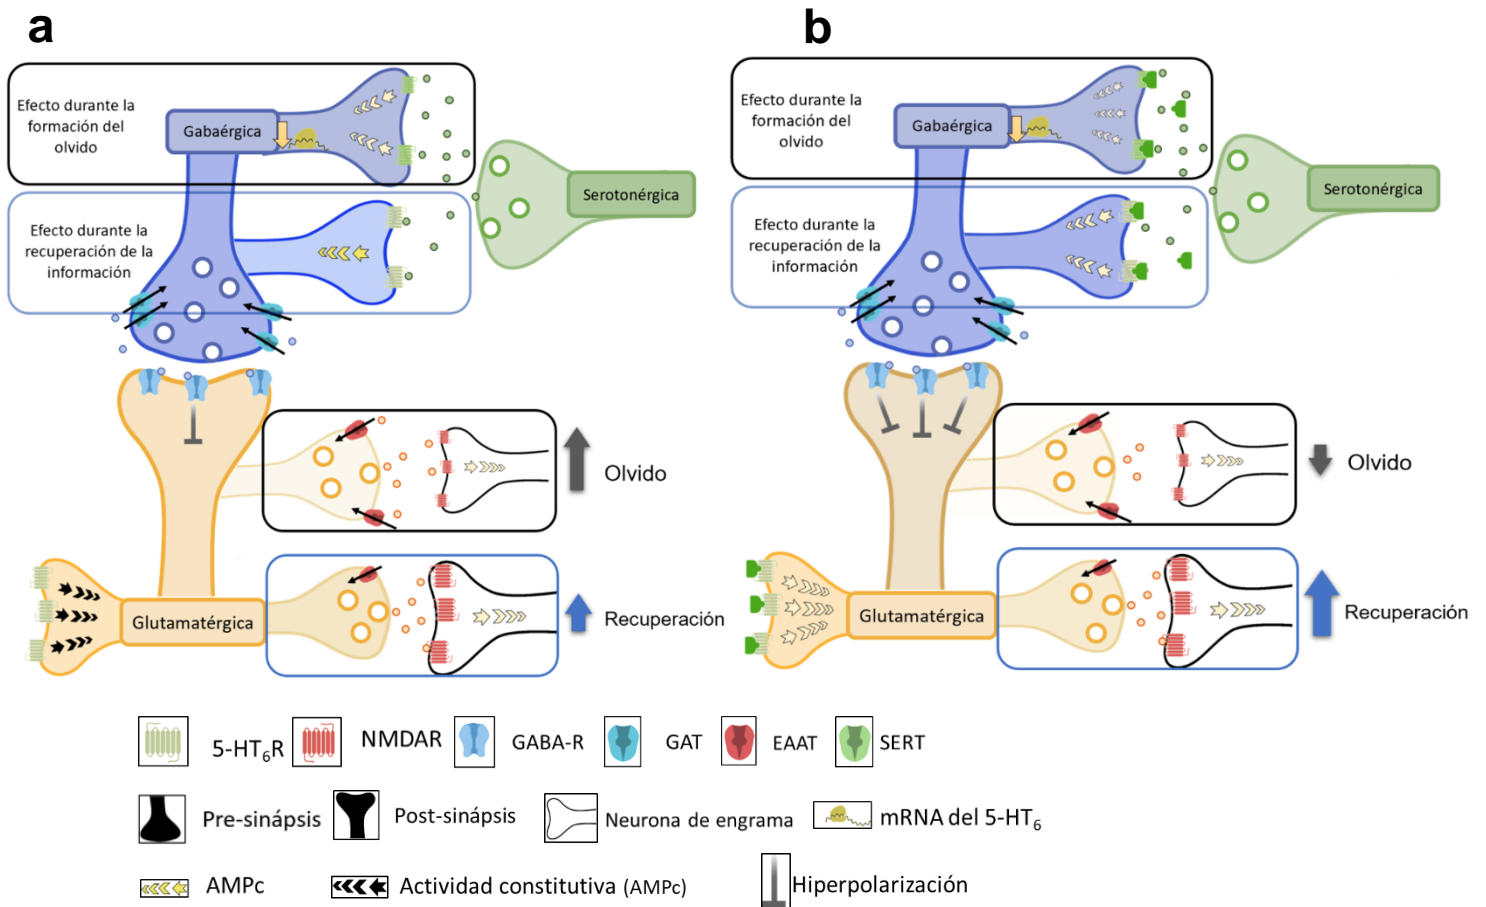 a
Efecto durante la
formación del
olvido
Gabaérgica
Serotonérgica
Efecto durante la
recuperación de la
información
Olvido
Glutamatérgica
Recuperación
b
Efecto durante la
formación del
olvido
Gabaérgica
Serotonérgica
Efecto durante la
recuperación de la
información
Olvido
Glutamatérgica
Recuperación
5-HT6R NMDAR GABA-R GAT EAAT SERT
Pre-sinápsis Post-sinápsis Neurona de engrama mRNA del 5-HT6
AMPc Actividad constitutiva (AMPc) Hiperpolarización